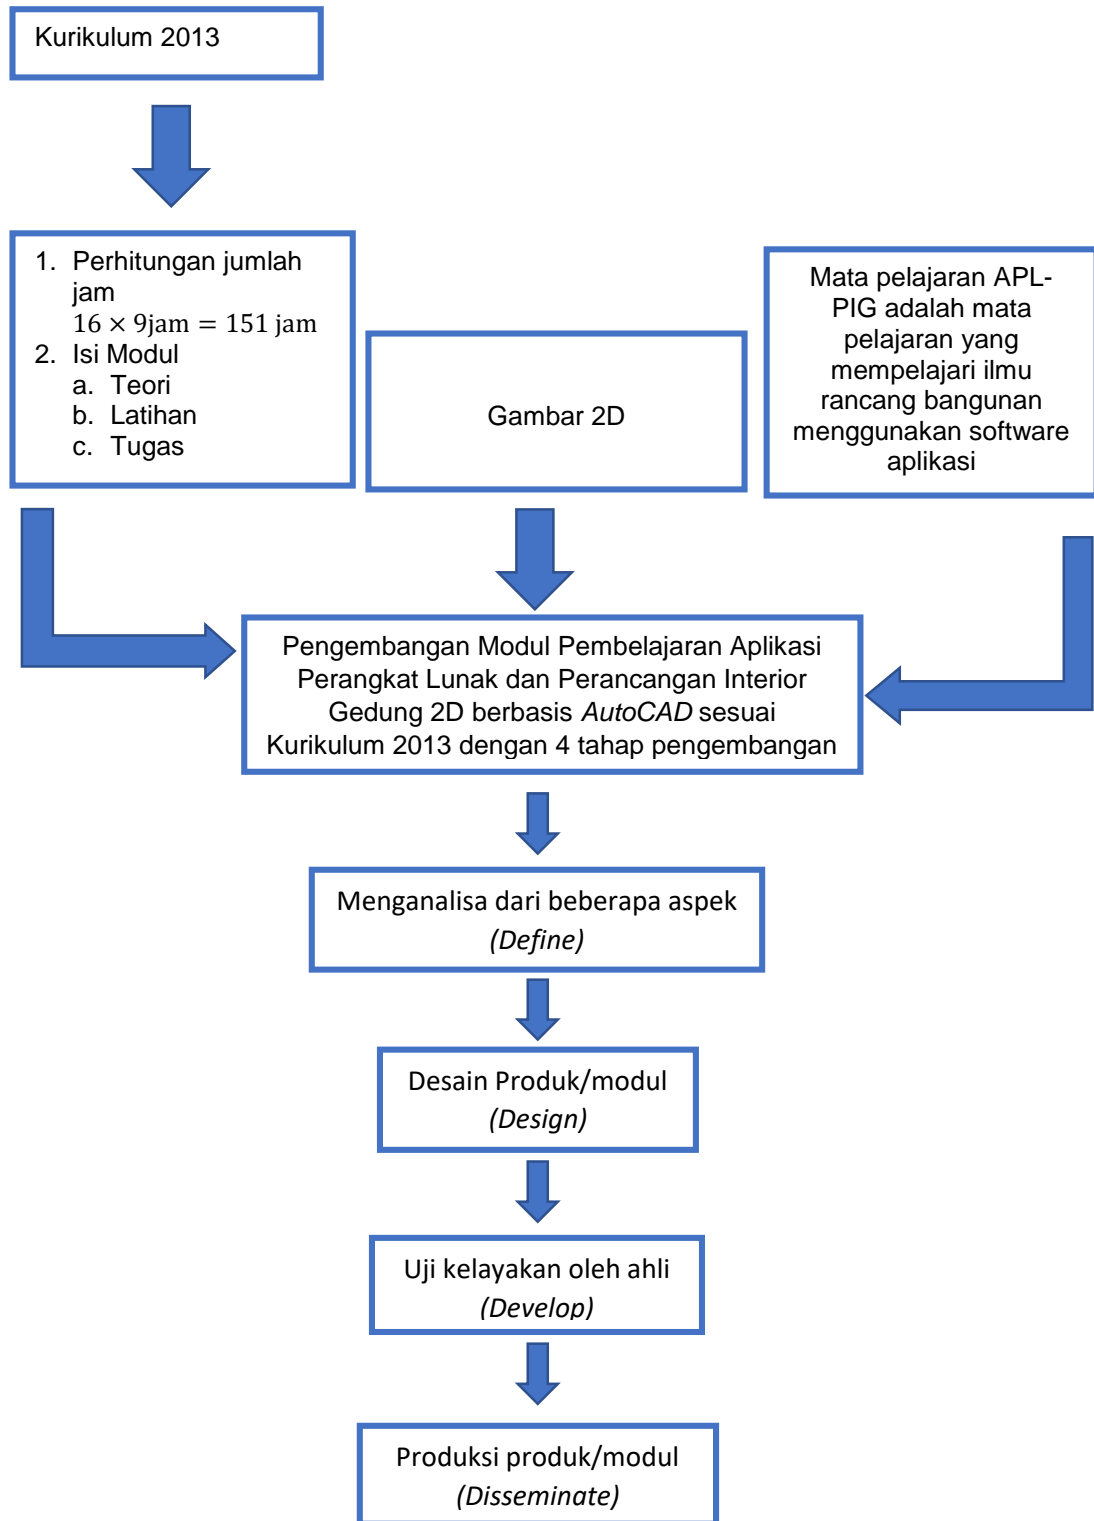 Kurikulum 2013
1. Perhitungan jumlah
jam
16 × 9jam = 151 jam
2. Isi Modul
a. Teori
b. Latihan
c. Tugas
Gambar 2D
Mata pelajaran APL-
PIG adalah mata
pelajaran yang
mempelajari ilmu
rancang bangunan
menggunakan software
aplikasi
Pengembangan Modul Pembelajaran Aplikasi
Perangkat Lunak dan Perancangan Interior
Gedung 2D berbasis AutoCAD sesuai
Kurikulum 2013 dengan 4 tahap pengembangan
Menganalisa dari beberapa aspek
(Define)
Desain Produk/modul
(Design)
Uji kelayakan oleh ahli
(Develop)
Produksi produk/modul
(Disseminate)